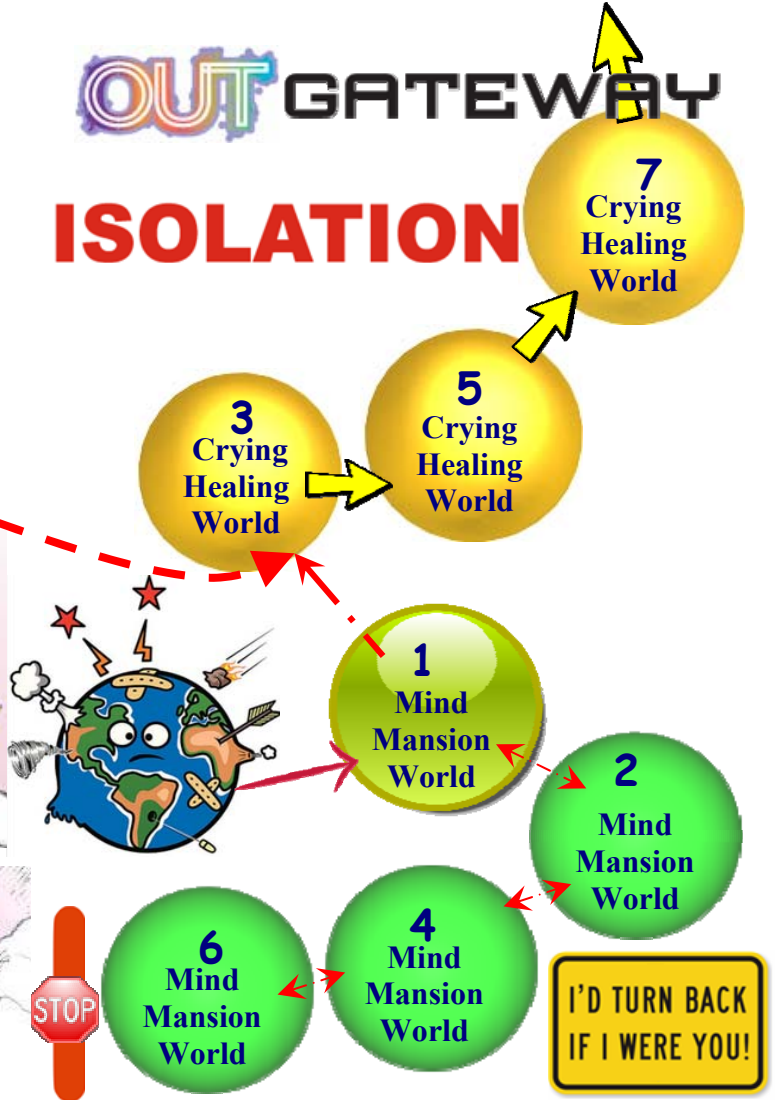 OUT GATEWAY
ISOLATION
7
Crying
Healing
World
5
Crying
Healing
World
3
Crying
Healing
World
1
Mind
Mansion
World
2
Mind
Mansion
World
4
Mind
Mansion
World
6
Mind
Mansion
World
STOP
I'D TURN BACK
IF I WERE YOU!